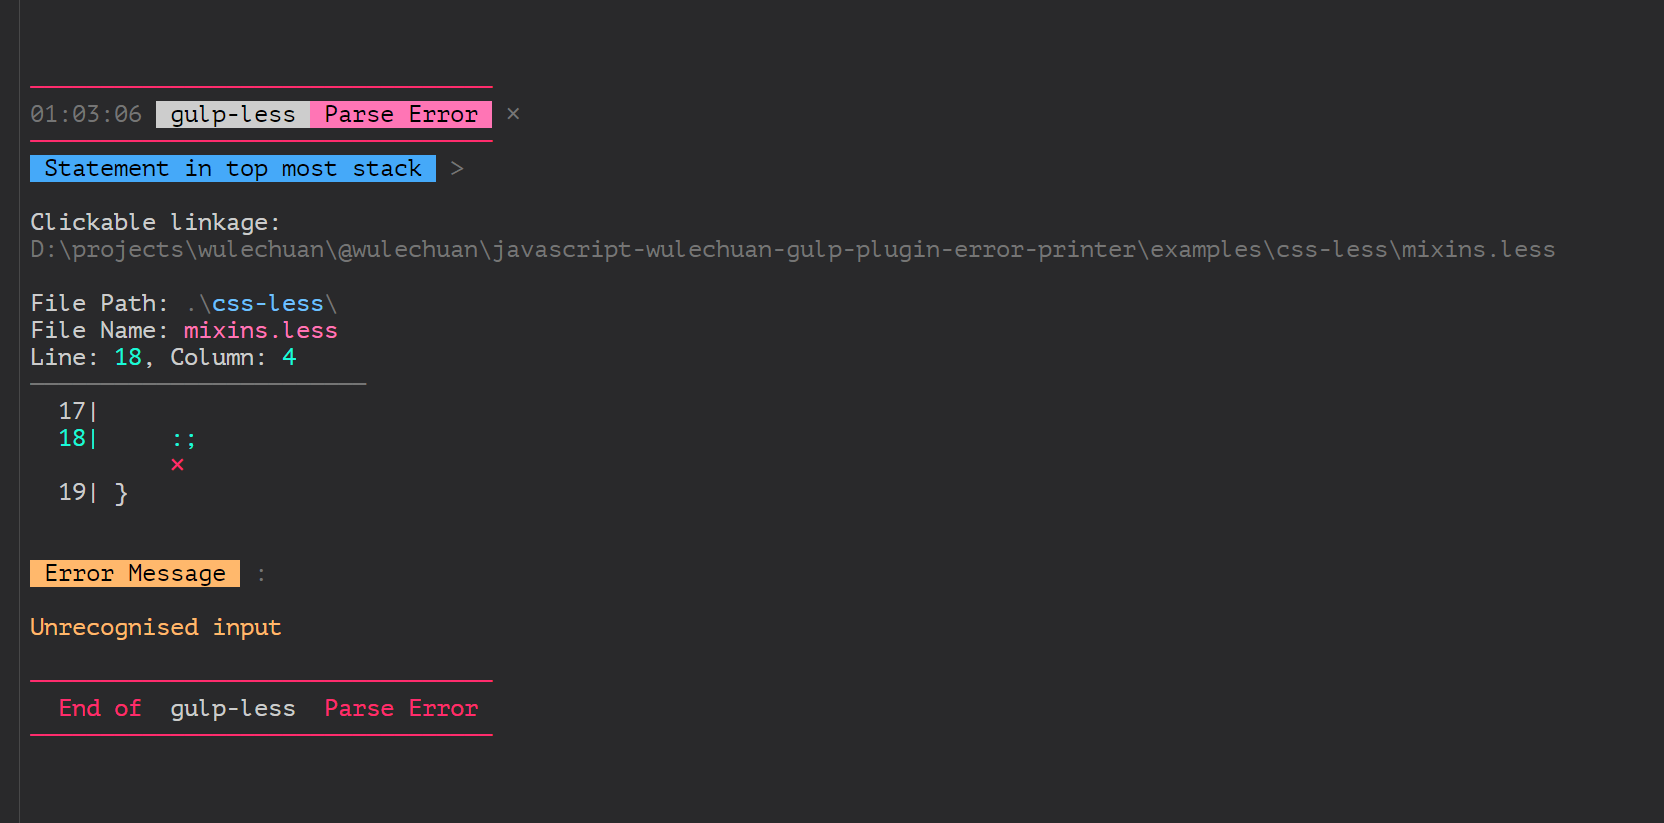 01:03:06 gulp-less Parse Error ×
Statement in top most stack >
Clickable linkage:
D:\projects\wulechuan\@wulechuan\javascript-wulechuan-gulp-plugin-error-printer\examples\css-less\mixins.less
File Path: .\css-less\
File Name: mixins.less
Line: 18, Column: 4
17|
18|     :;
×
19| }
Error Message :
Unrecognised input
End of gulp-less Parse Error